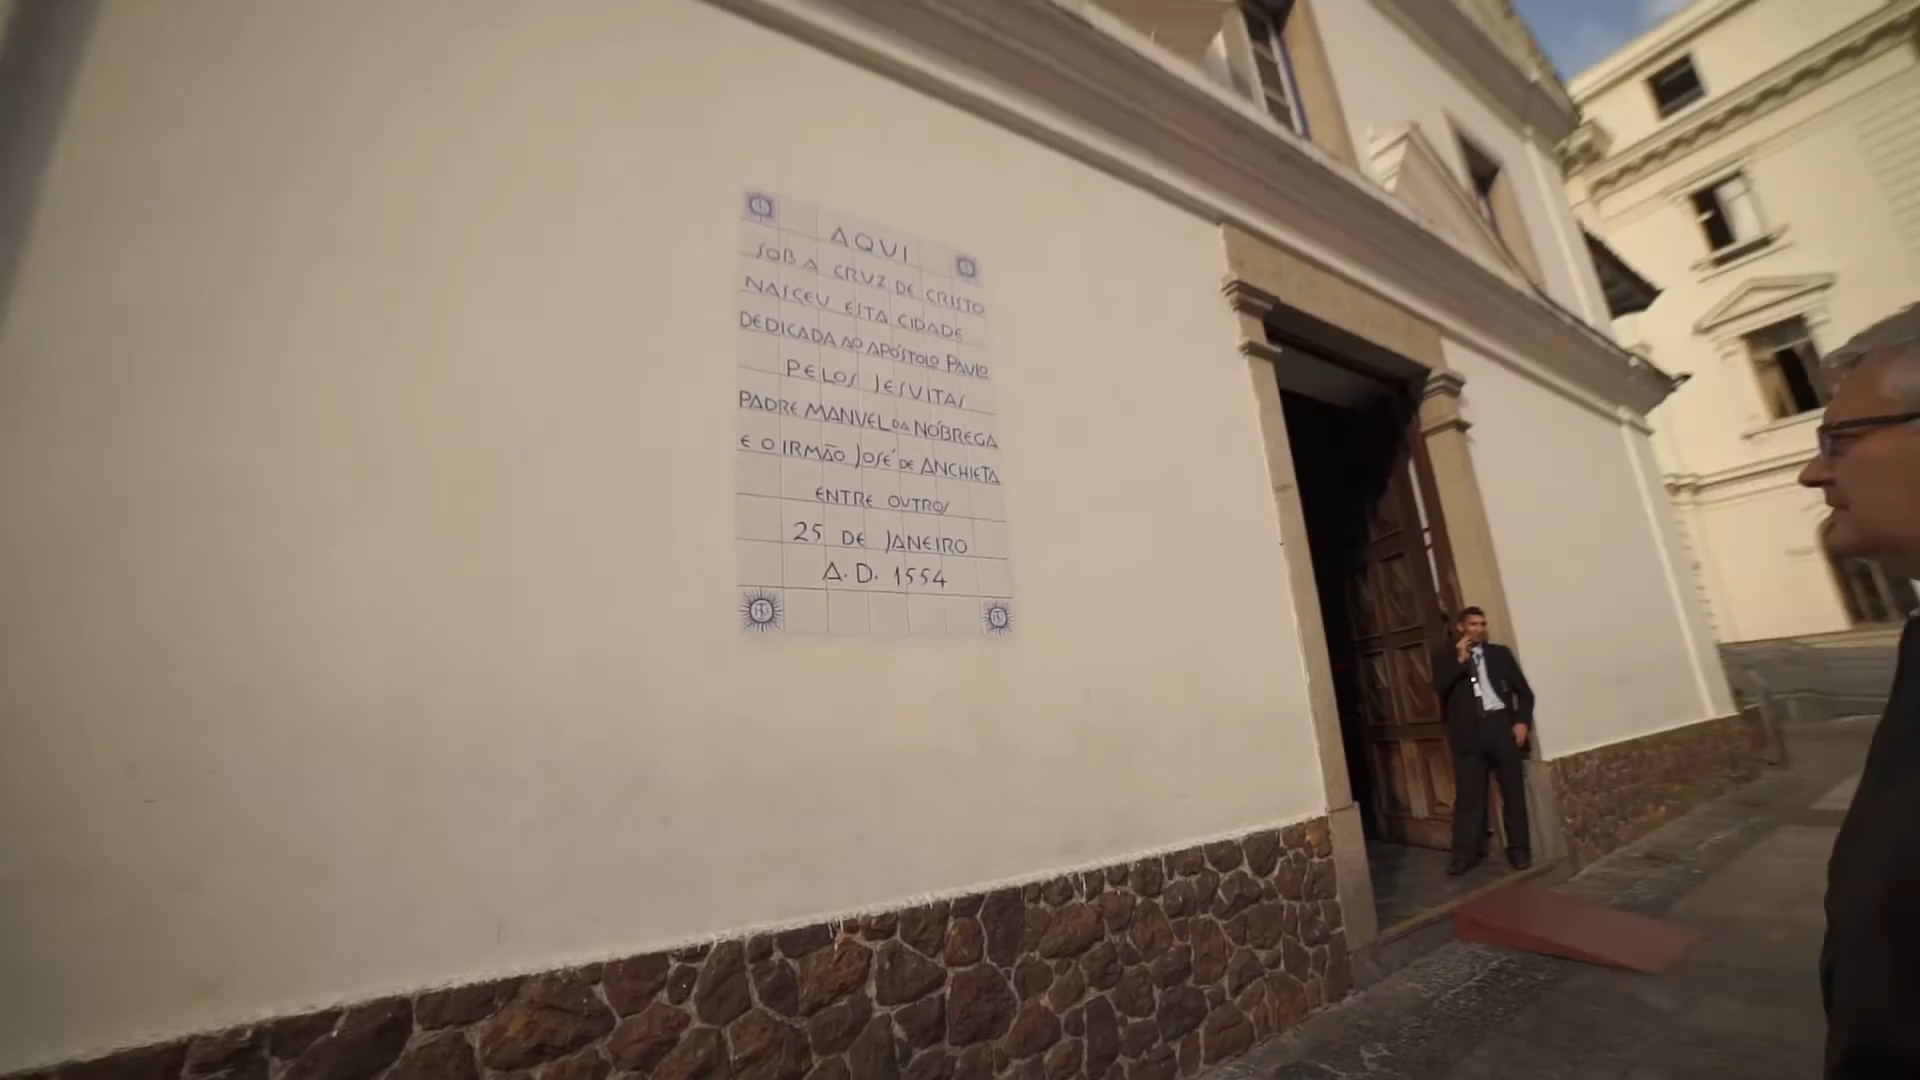 AQUI
SOB A CRUZ DE CRISTO
NASCEU ESTA CIDADE
DEDICADA AO APÓSTOLO PAULO
PELOS JESUITAS
PADRE MANUEL DA NÓBREGA
E O IRMÃO JOSÉ DE ANCHIETA
ENTRE OUTROS
25 DE JANEIRO
A.D. 1554